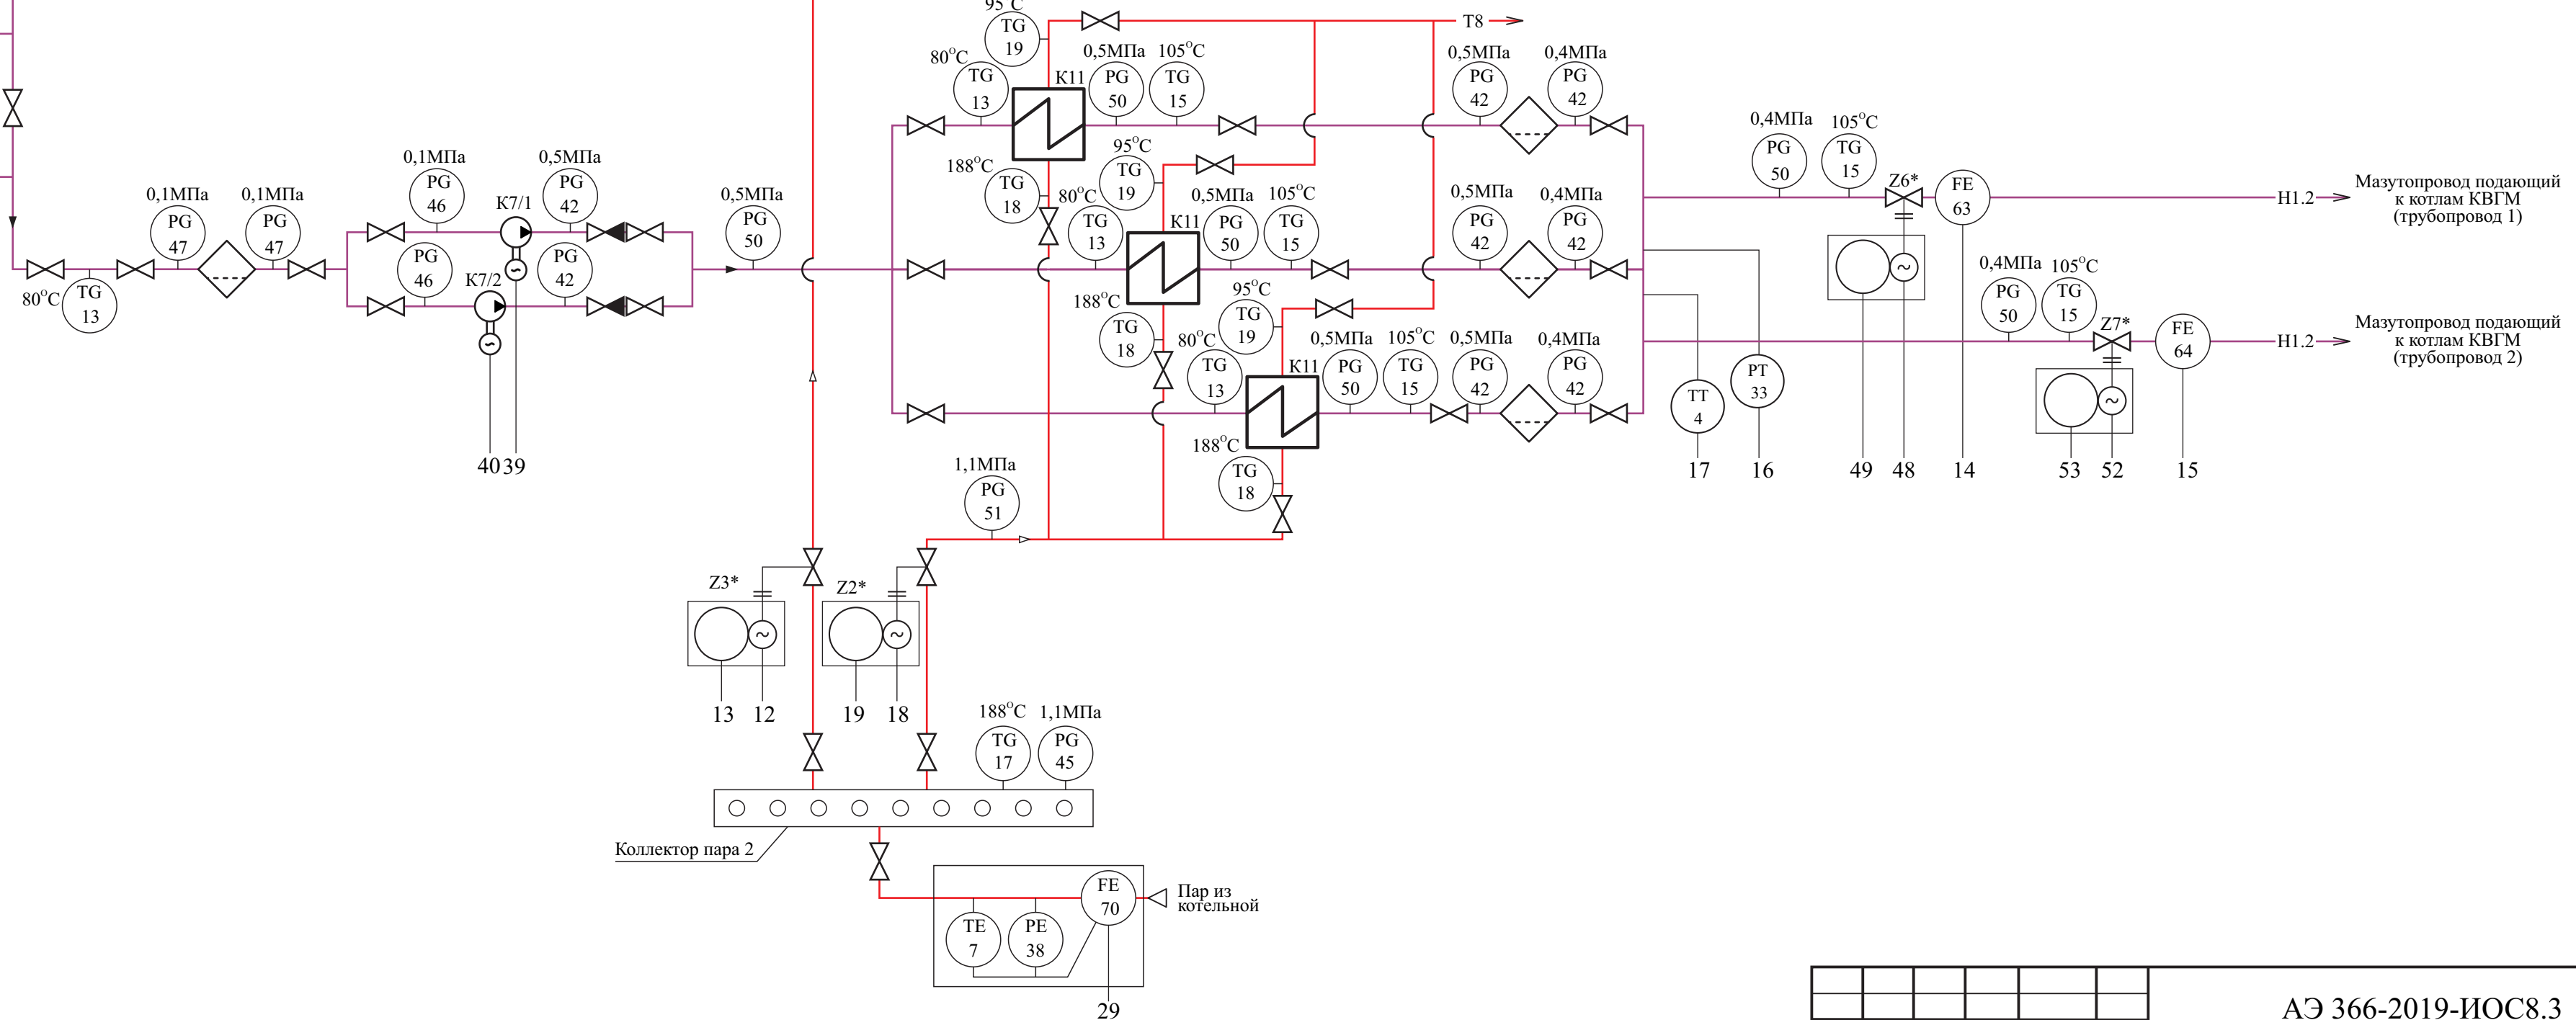 95°C
TG
19
T8
80°C
TG
13
K11
0,5МПа
PG
50
105°C
TG
15
0,5МПа
PG
42
0,4МПа
PG
42
188°C
TG
18
95°C
TG
19
0,4МПа
PG
50
105°C
TG
15
Z6*
FE
63
H1.2
Мазутопровод подающий
к котлам КВГМ
(трубопровод 1)
0,1МПа
PG
47
0,1МПа
PG
47
0,1МПа
PG
46
0,5МПа
PG
42
K7/1
PG
46
PG
42
K7/2
80°C
TG
13
0,5МПа
PG
50
80°C
TG
13
K11
0,5МПа
PG
50
105°C
TG
15
0,5МПа
PG
42
0,4МПа
PG
42
188°C
TG
18
95°C
TG
19
80°C
TG
13
K11
0,5МПа
PG
50
105°C
TG
15
0,5МПа
PG
42
0,4МПа
PG
42
0,4МПа
PG
50
105°C
TG
15
Z7*
FE
64
H1.2
Мазутопровод подающий
к котлам КВГМ
(трубопровод 2)
TT
4
PT
33
~
~
40 39
188°C
TG
18
17
16
49
48
14
53
52
15
1,1МПа
PG
51
Z3*
~
Z2*
~
13
12
19
18
188°C
TG
17
1,1МПа
PG
45
Коллектор пара 2
FE
70
Пар из
котельной
TE
7
PE
38
29
АЭ 366-2019-ИОС8.3